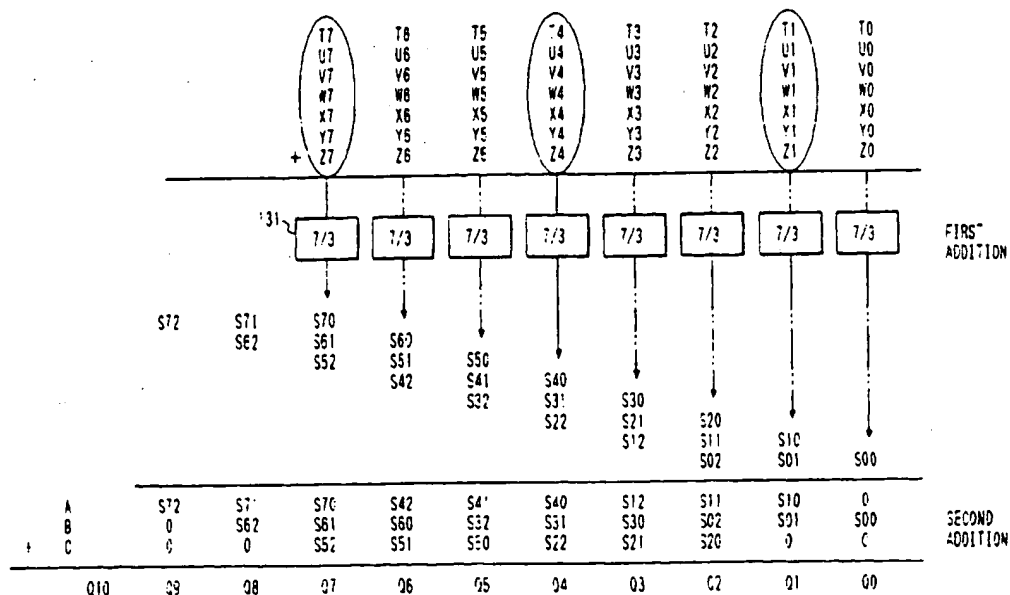 T7 T6 T5 T4 T3 T2 T1 T0
U7 U6 U5 U4 U3 U2 U1 U0
V7 V6 V5 V4 V3 V2 V1 V0
W7 W6 W5 W4 W3 W2 W1 W0
X7 X6 X5 X4 X3 X2 X1 X0
Y7 Y6 Y5 Y4 Y3 Y2 Y1 Y0
+ Z7 Z6 Z5 Z4 Z3 Z2 Z1 Z0
131 7/3 7/3 7/3 7/3 7/3 7/3 7/3 7/3 FIRST
ADDITION
S72 S71 S70
S62 S61 S60
S52 S51 S50
S42 S41 S40
S32 S31 S30
S22 S21 S20
S12 S11 S10
S02 S01 S00
A S72 S71 S70 S42 S41 S40 S12 S11 S10 0
B 0 S62 S61 S60 S32 S31 S30 S02 S01 S00 SECOND
+ C 0 0 S52 S51 S50 S22 S21 S20 0 0 ADDITION
Q10 Q9 Q8 Q7 Q6 Q5 Q4 Q3 Q2 Q1 Q0